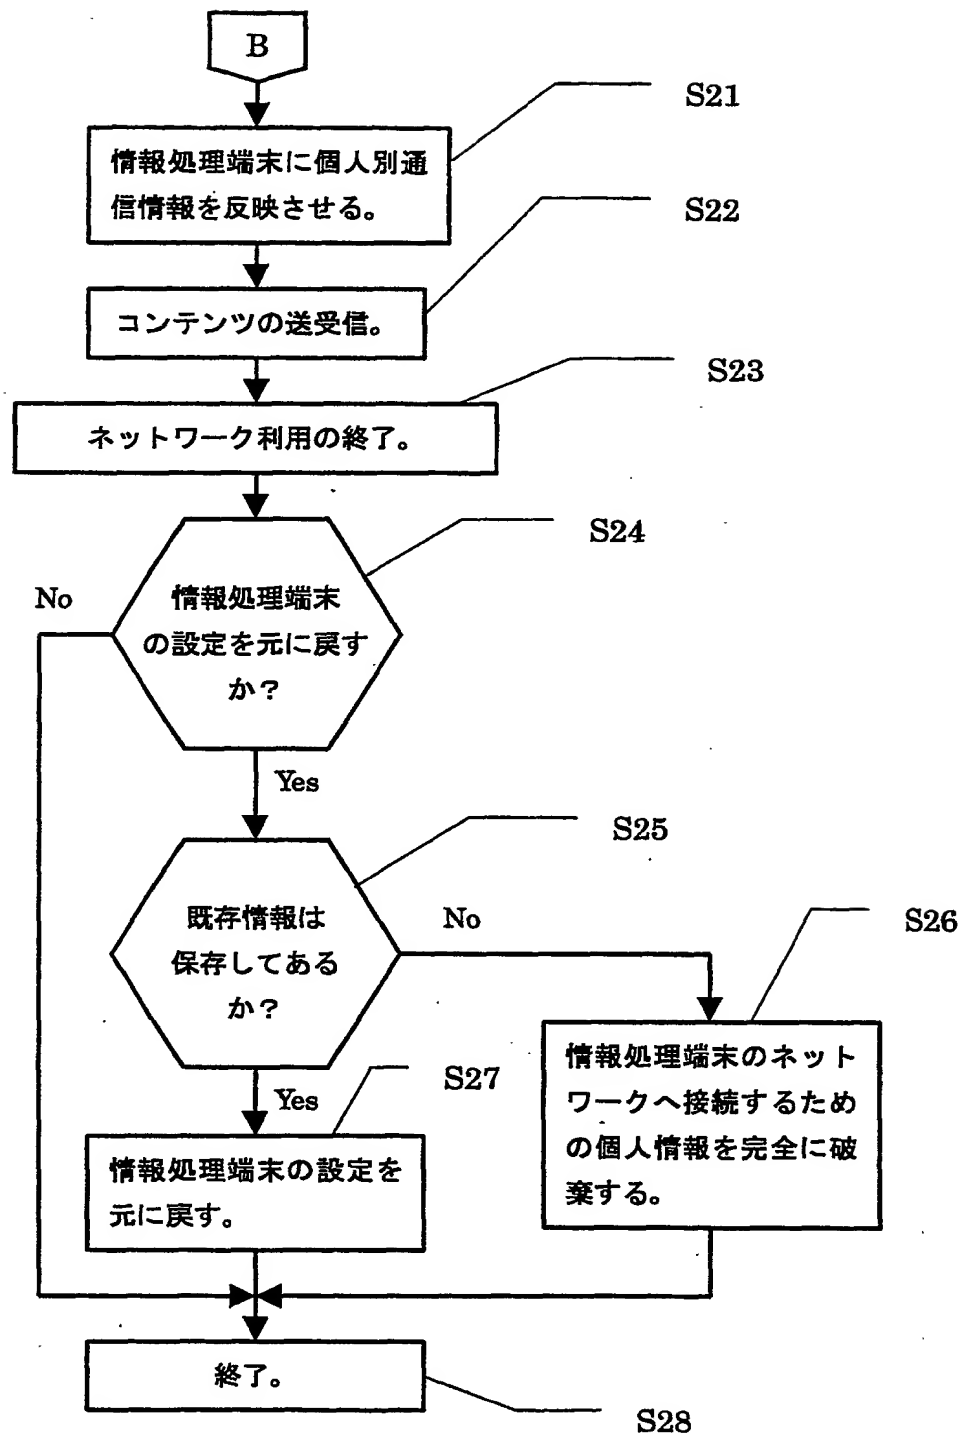 B
S21
情報処理端末に個人別通
信情報を反映させる。
S22
コンテンツの送受信。
S23
ネットワーク利用の終了。
S24
No
情報処理端末
の設定を元に戻す
か？
Yes
S25
既存情報は
保存してある
か？
No
S26
情報処理端末のネット
ワークへ接続するため
の個人情報を完全に破
棄する。
Yes
S27
情報処理端末の設定を
元に戻す。
終了。
S28